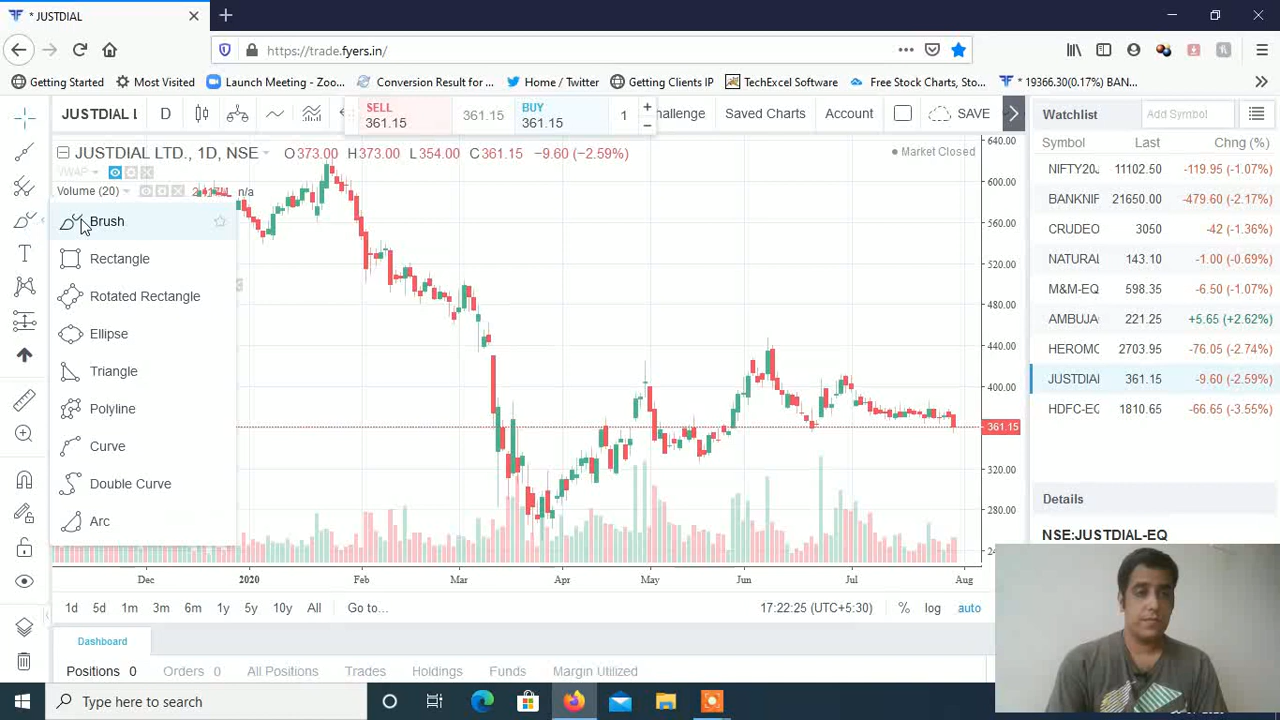 * JUSTDIAL
https://trade.fyers.in/
Getting Started
Most Visited
Launch Meeting - Zoo...
Conversion Result for ...
Home / Twitter
Getting Clients IP
TechExcel Software
Free Stock Charts, Sto...
* 19366.30(0.17%) BAN...
JUSTDIAL L
D
SELL
361.15
361.15
BUY
361.15
1
hallenge
Saved Charts
Account
SAVE
JUSTDIAL LTD., 1D, NSE
O373.00 H373.00 L354.00 C361.15 −9.60 (−2.59%)
Market Closed
VWAP
Volume (20)
n/a
Brush
Rectangle
Rotated Rectangle
Ellipse
Triangle
Polyline
Curve
Double Curve
Arc
640.00
600.00
560.00
520.00
480.00
440.00
400.00
361.15
320.00
280.00
Dec 2020 Feb Mar Apr May Jun Jul Aug
1d 5d 1m 3m 6m 1y 5y 10y All Go to...
17:22:25 (UTC+5:30) % log auto
Dashboard
Positions 0 Orders 0 All Positions Trades Holdings Funds Margin Utilized
Watchlist
Add Symbol
Symbol Last Chng (%)
NIFTY20J 11102.50 -119.95 (-1.07%)
BANKNIF 21650.00 -479.60 (-2.17%)
CRUDEO 3050 -42 (-1.36%)
NATURAL 143.10 -1.00 (-0.69%)
M&M-EQ 598.35 -6.50 (-1.07%)
AMBUJA 221.25 +5.65 (+2.62%)
HEROMO 2703.95 -76.05 (-2.74%)
JUSTDIAL 361.15 -9.60 (-2.59%)
HDFC-EQ 1810.65 -66.65 (-3.55%)
Details
NSE:JUSTDIAL-EQ
Type here to search